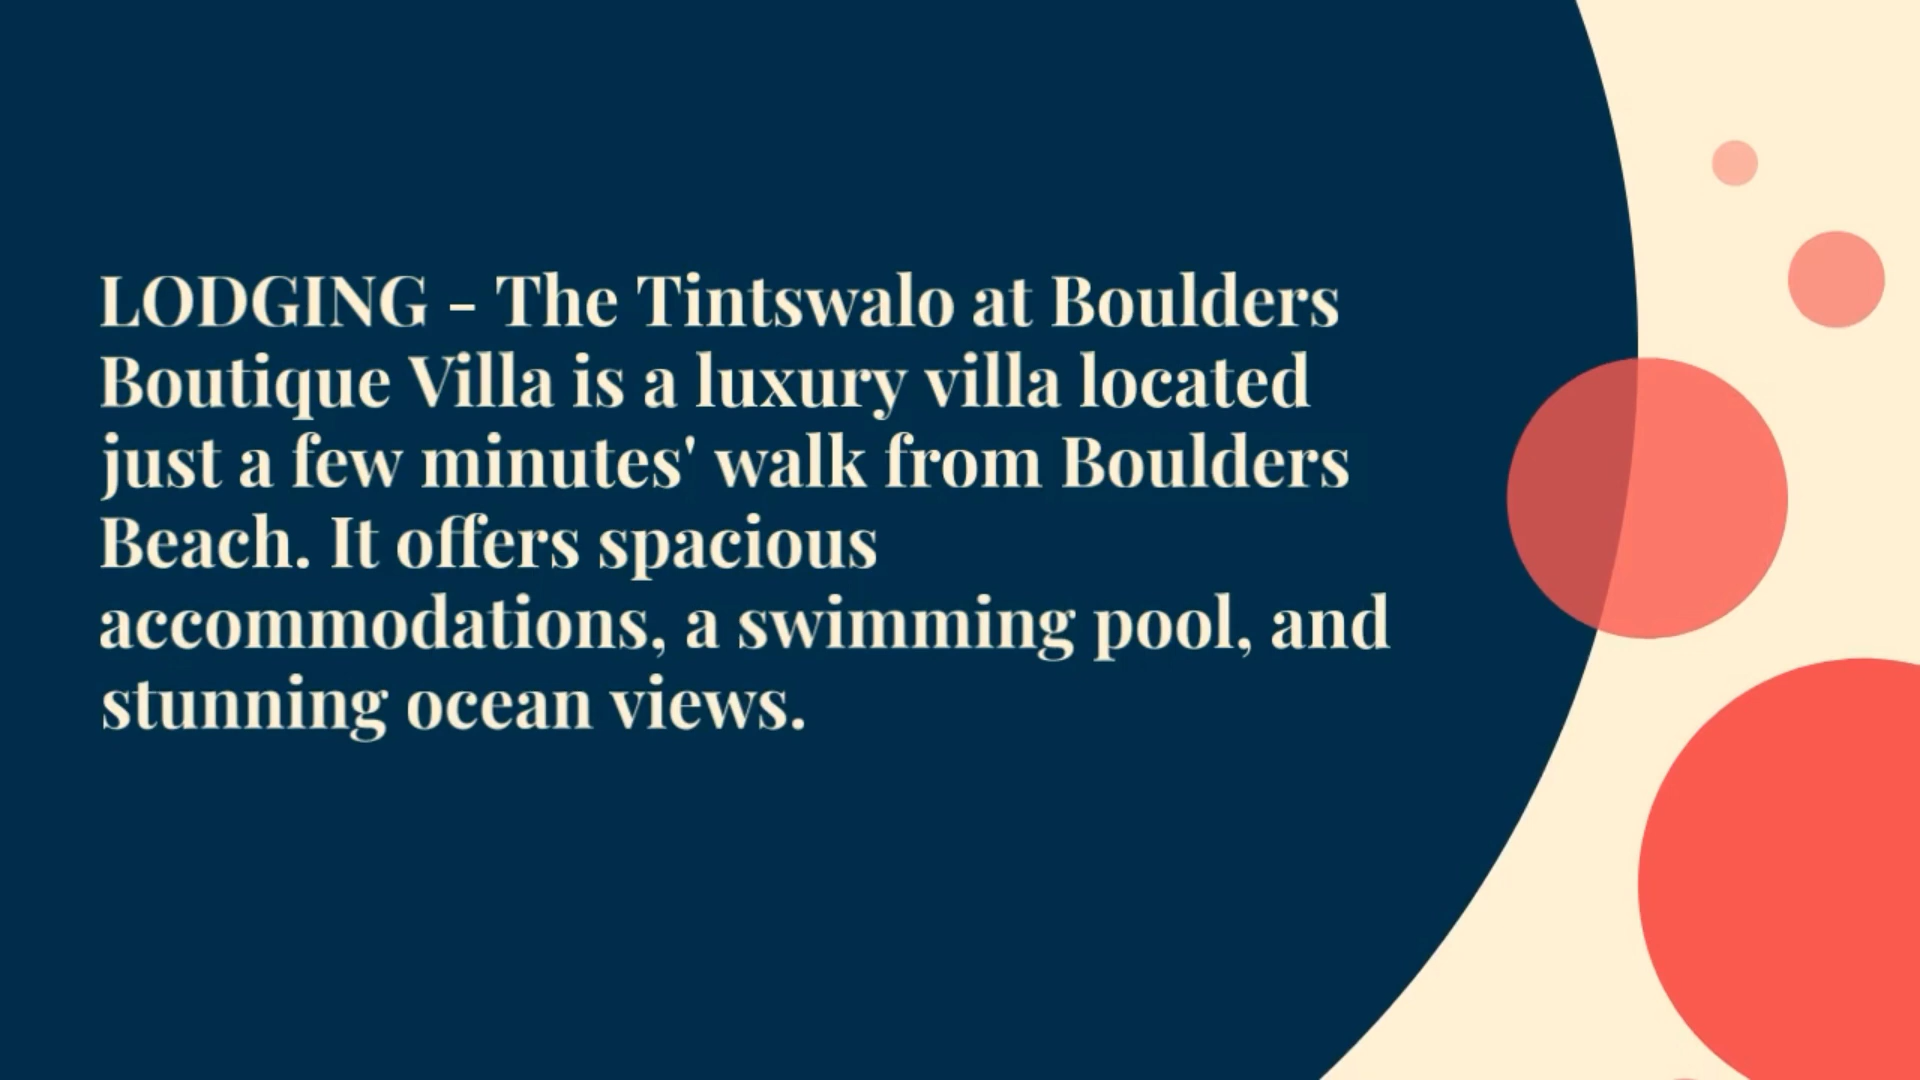 LODGING - The Tintswalo at Boulders
Boutique Villa is a luxury villa located
just a few minutes' walk from Boulders
Beach. It offers spacious
accommodations, a swimming pool, and
stunning ocean views.